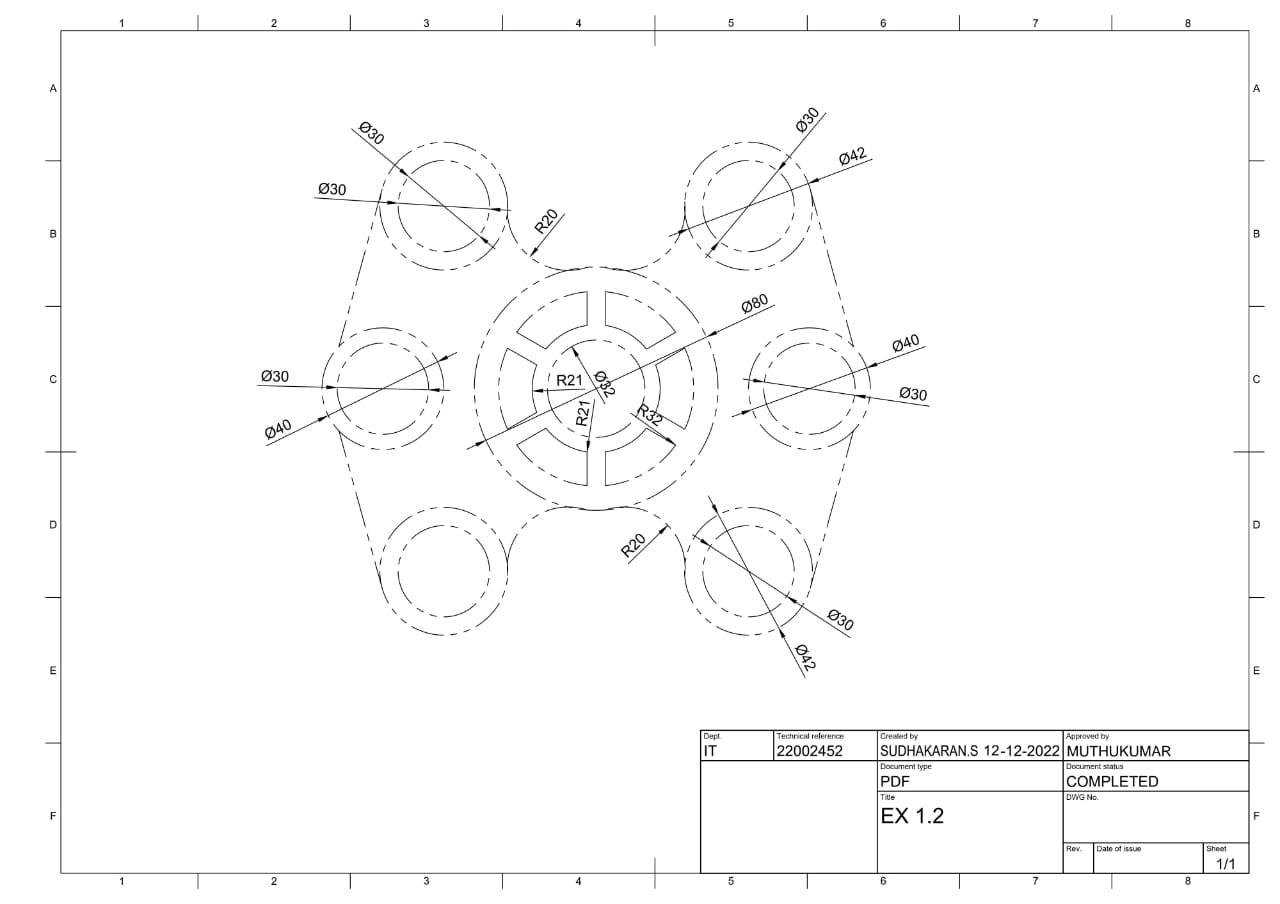 1 2 3 4 5 6 7 8
A A
Ø30 Ø30
Ø42
Ø30
R20
B B
Ø80
Ø40
Ø30 R21 Ø32 C C
Ø30
R21 R32
Ø40
D D
R20
Ø30
Ø42
E E
Dept. Technical reference Created by Approved by
IT 22002452 SUDHAKARAN.S 12-12-2022 MUTHUKUMAR
Document type Document status
PDF COMPLETED
Title DWG No.
EX 1.2
F F
Rev. Date of issue Sheet
1/1
1 2 3 4 5 6 7 8